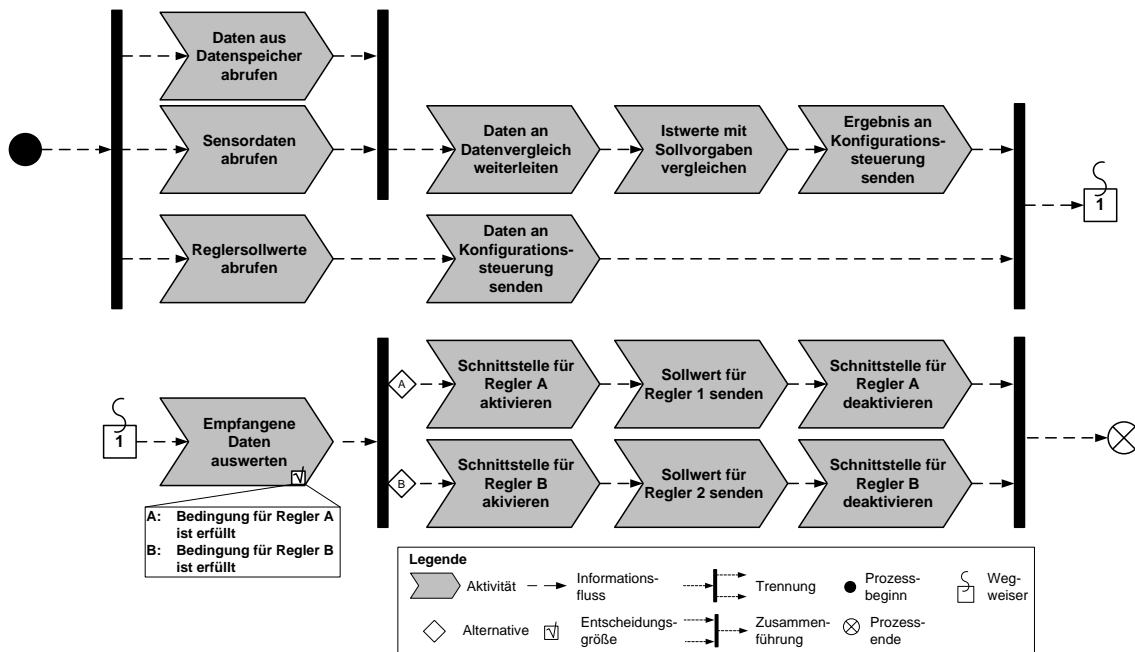 Daten aus
Datenspeicher
abrufen
Sensordaten
abrufen
Daten an
Datenvergleich
weiterleiten
Istwerte mit
Sollvorgaben
vergleichen
Ergebnis an
Konfigurations-
steuerung
senden
1
Reglersollwerte
abrufen
Daten an
Konfigurations-
steuerung
senden
1
Empfangene
Daten
auswerten
A: Bedingung für Regler A
ist erfüllt
B: Bedingung für Regler B
ist erfüllt
A
Schnittstelle für
Regler A
aktivieren
Sollwert für
Regler 1 senden
Schnittstelle für
Regler A
deaktivieren
B
Schnittstelle für
Regler B
akivieren
Sollwert für
Regler 2 senden
Schnittstelle für
Regler B
deaktivieren
Legende
Aktivität
Informations-
fluss
Trennung
Prozess-
beginn
1
Weg-
weiser
Alternative
Entscheidungs-
größe
Zusammen-
führung
Prozess-
ende